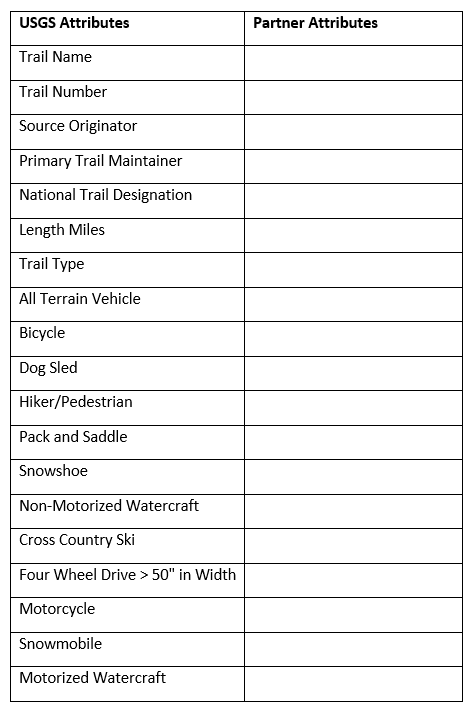 USGS Attributes Partner Attributes
Trail Name
Trail Number
Source Originator
Primary Trail Maintainer
National Trail Designation
Length Miles
Trail Type
All Terrain Vehicle
Bicycle
Dog Sled
Hiker/Pedestrian
Pack and Saddle
Snowshoe
Non-Motorized Watercraft
Cross Country Ski
Four Wheel Drive > 50" in Width
Motorcycle
Snowmobile
Motorized Watercraft